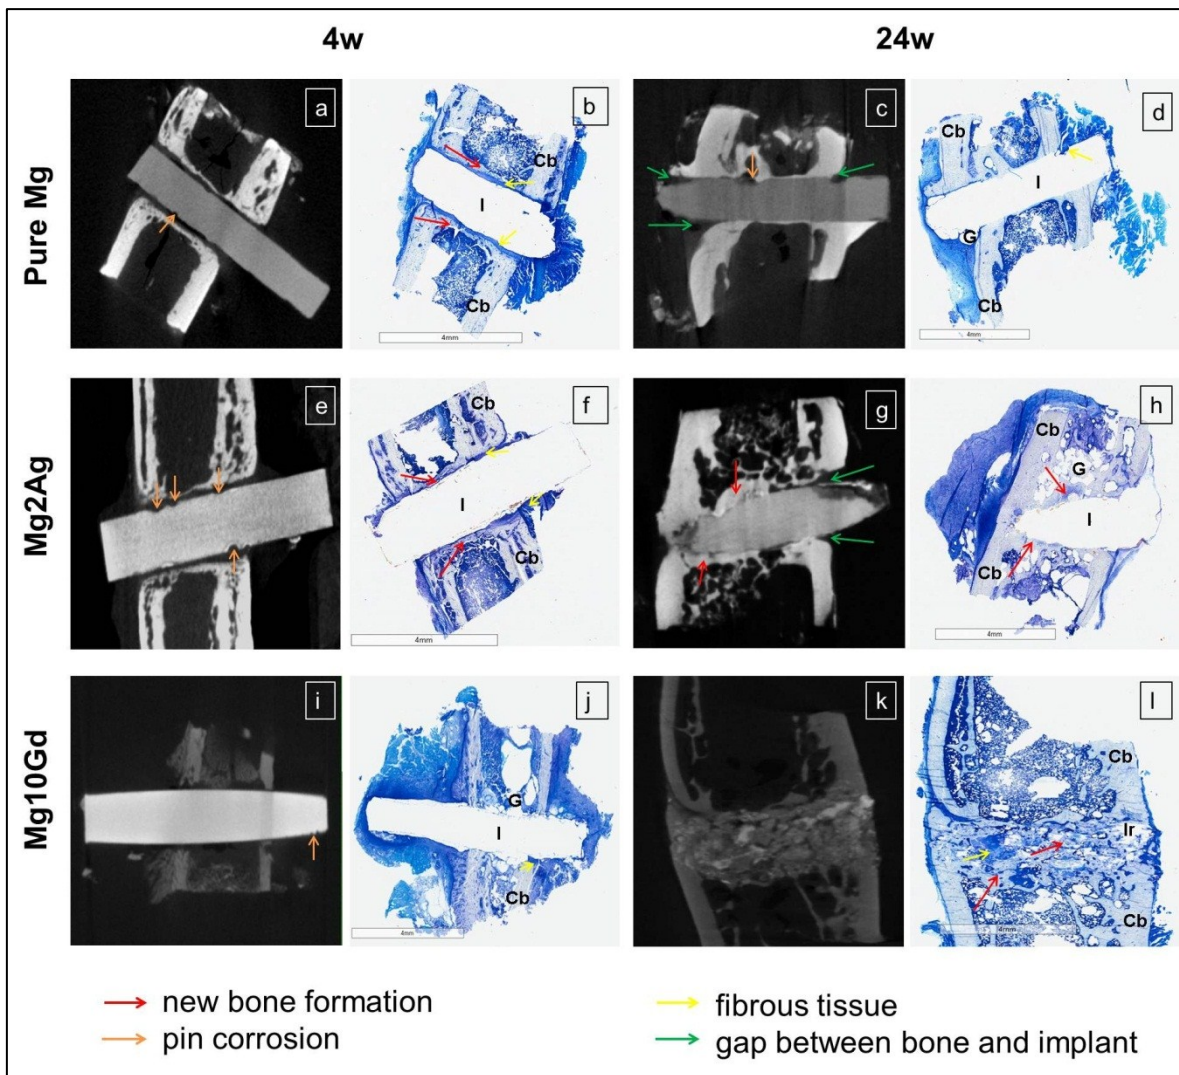 4w
24w
Pure Mg
a
b
c
d
Cb
I
Cb
4mm
Cb
I
G
Cb
4mm
Mg2Ag
e
f
g
h
Cb
I
Cb
4mm
Cb
G
I
Cb
4mm
Mg10Gd
i
j
k
l
G
I
Cb
4mm
Cb
Ir
Cb
4mm
new bone formation
fibrous tissue
pin corrosion
gap between bone and implant